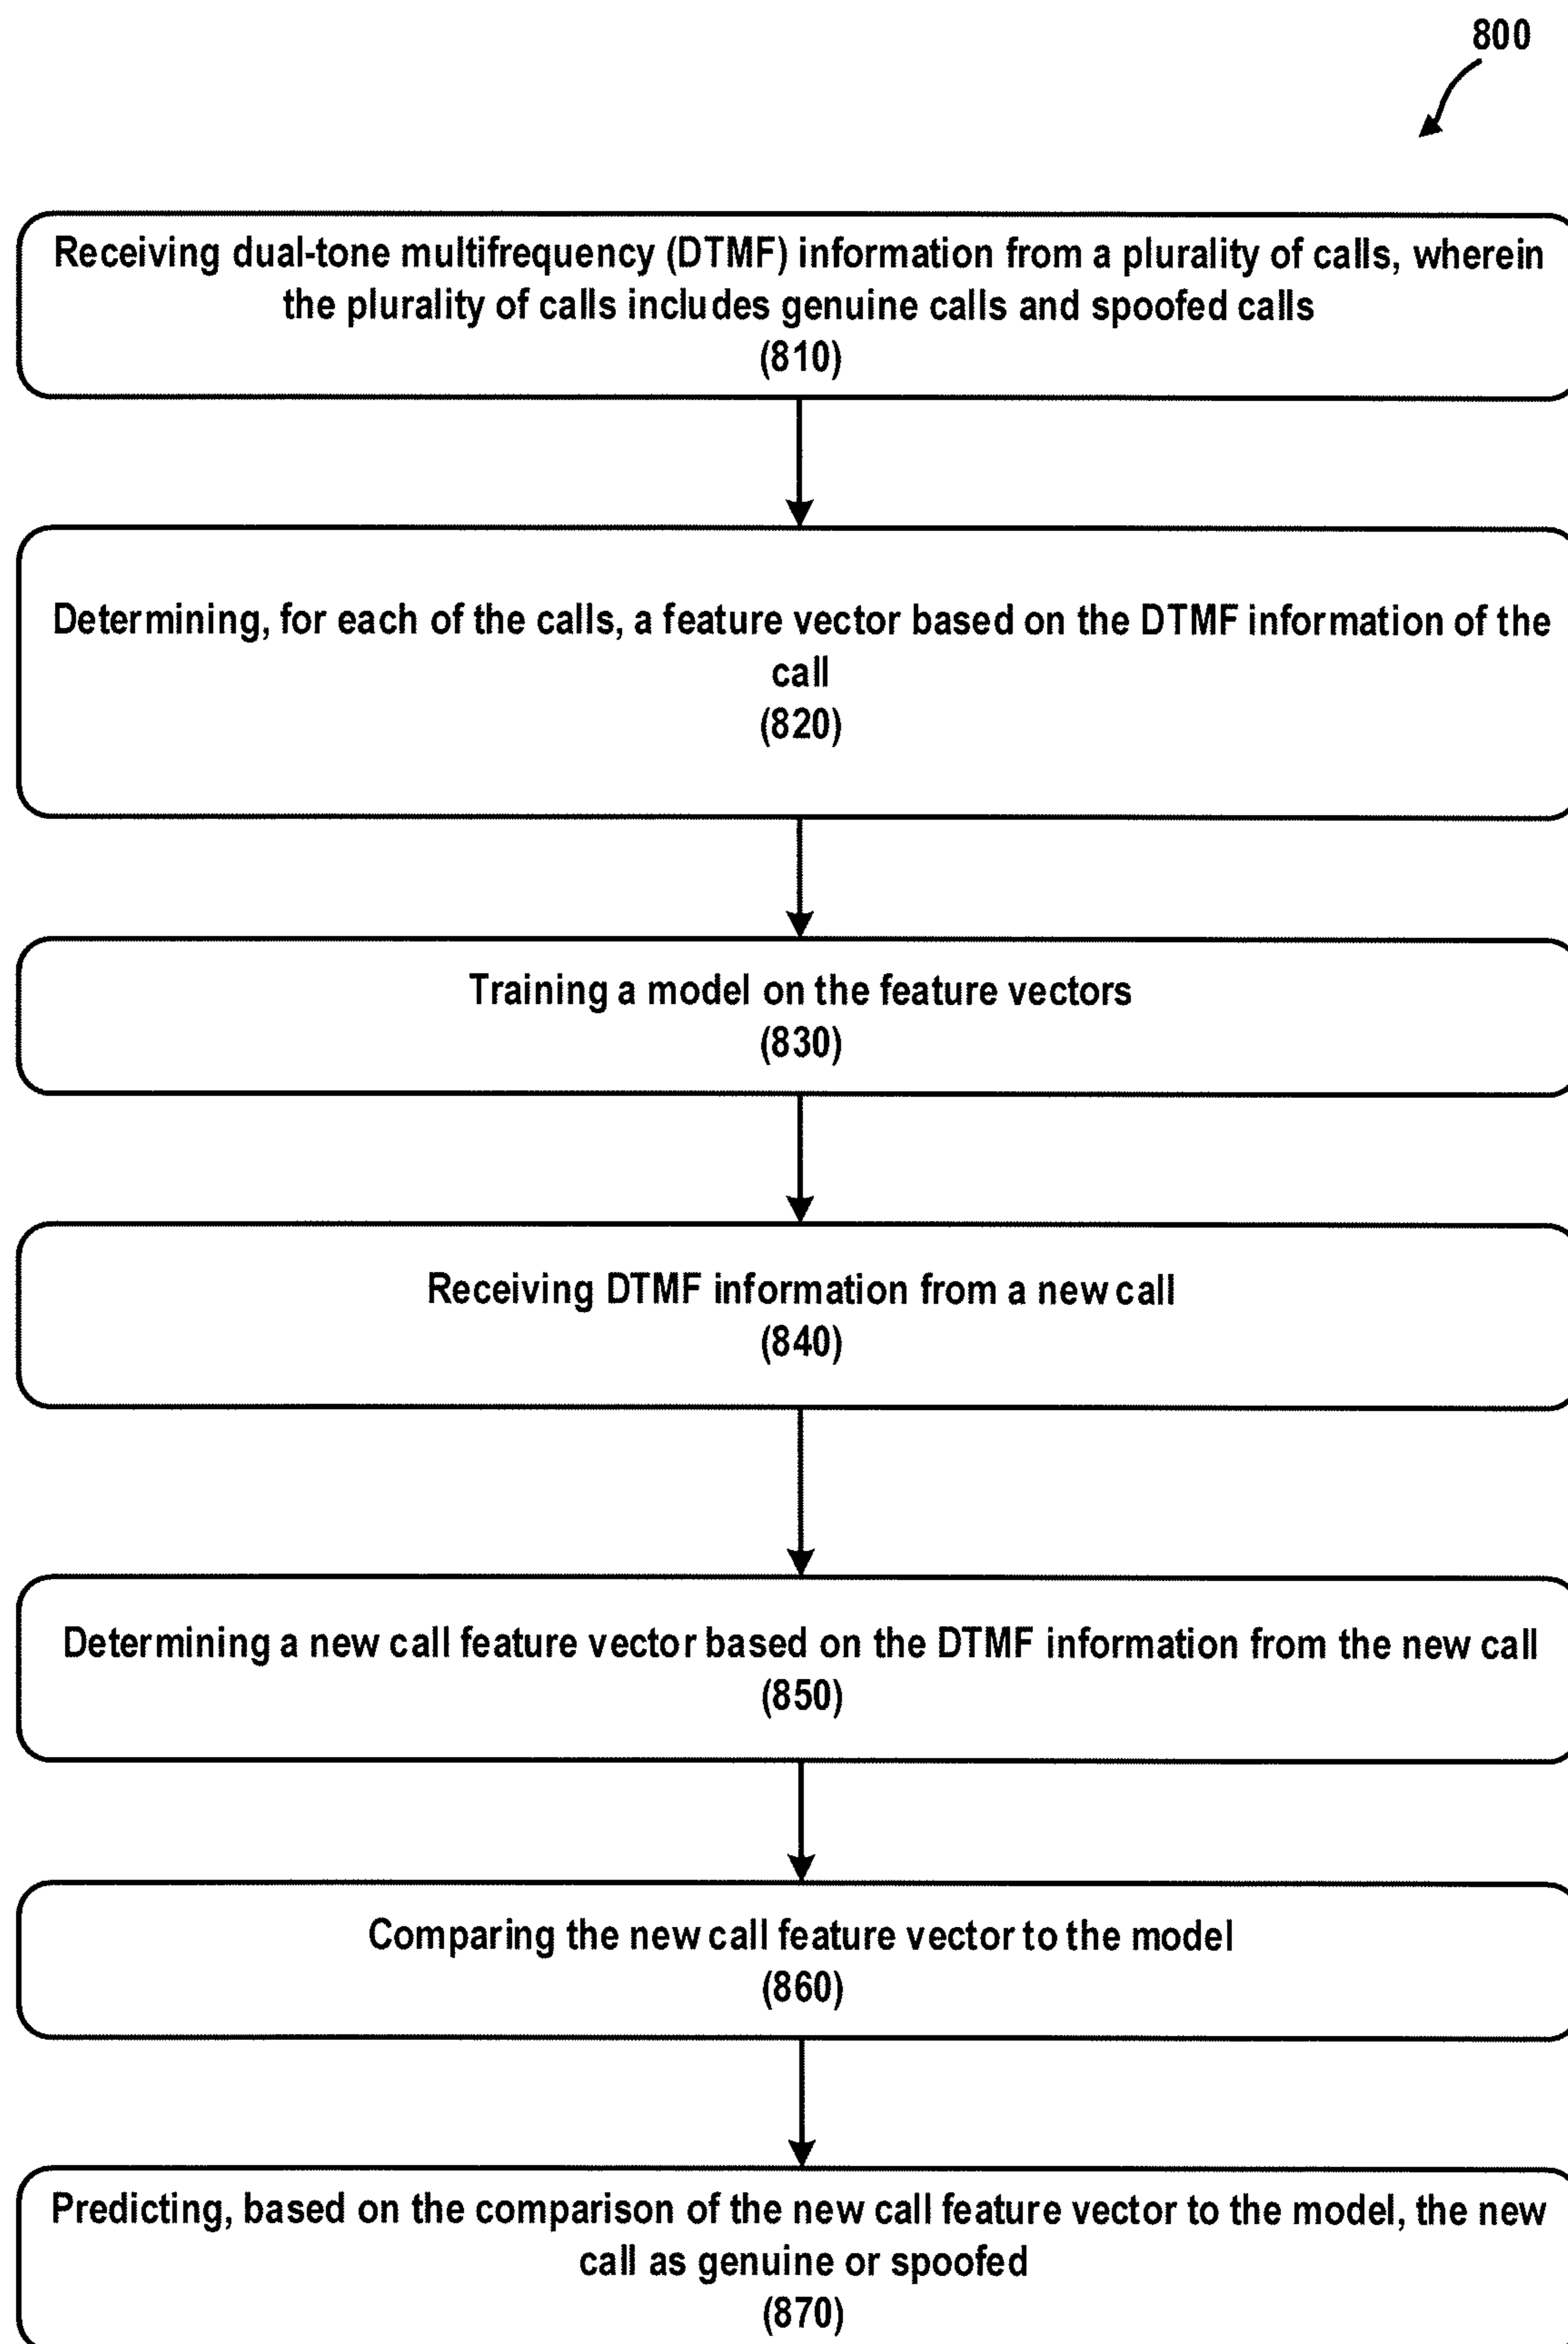 800
Receiving dual-tone multifrequency (DTMF) information from a plurality of calls, wherein
the plurality of calls includes genuine calls and spoofed calls
(810)
Determining, for each of the calls, a feature vector based on the DTMF information of the
call
(820)
Training a model on the feature vectors
(830)
Receiving DTMF information from a new call
(840)
Determining a new call feature vector based on the DTMF information from the new call
(850)
Comparing the new call feature vector to the model
(860)
Predicting, based on the comparison of the new call feature vector to the model, the new
call as genuine or spoofed
(870)